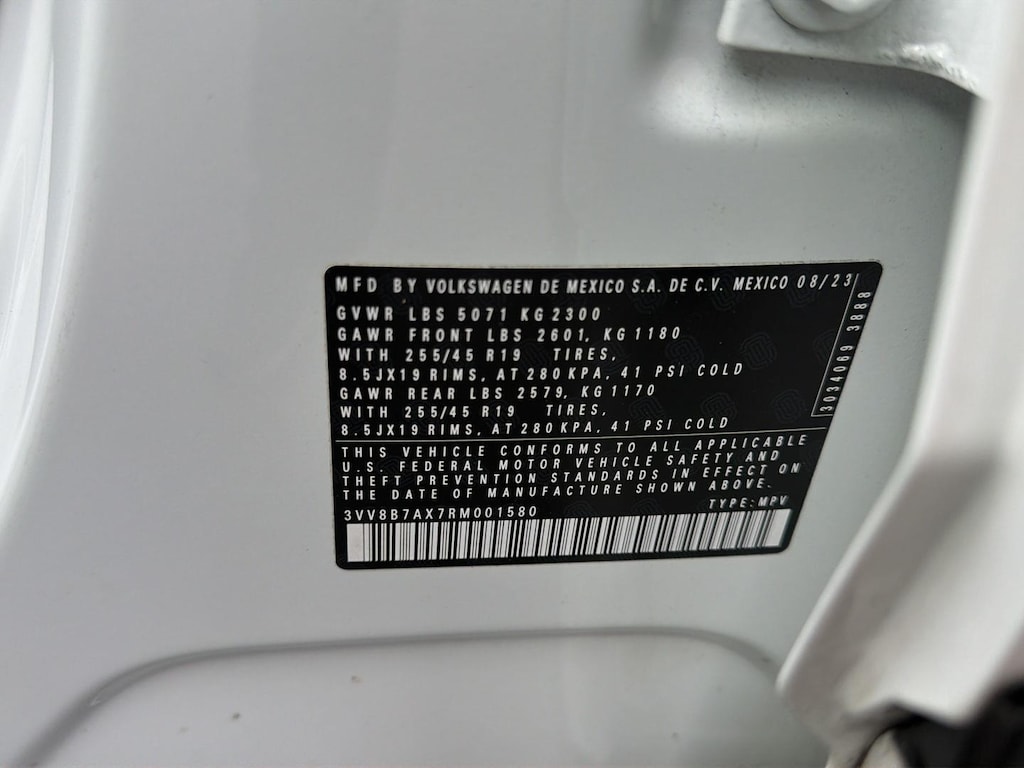 MFD BY VOLKSWAGEN DE MEXICO S.A. DE C.V. MEXICO 08/23
GVWR LBS 5071 KG 2300
GAWR FRONT LBS 2601, KG 1180
WITH 255/45 R19 TIRES,
8.5JX19 RIMS, AT 280 KPA, 41 PSI COLD
GAWR REAR LBS 2579, KG 1170
WITH 255/45 R19 TIRES,
8.5JX19 RIMS, AT 280 KPA, 41 PSI COLD
3034069 3888
THIS VEHICLE CONFORMS TO ALL APPLICABLE
U.S. FEDERAL MOTOR VEHICLE SAFETY AND
THEFT PREVENTION STANDARDS IN EFFECT ON
THE DATE OF MANUFACTURE SHOWN ABOVE.
TYPE: MPV
3VV8B7AX7RM001580